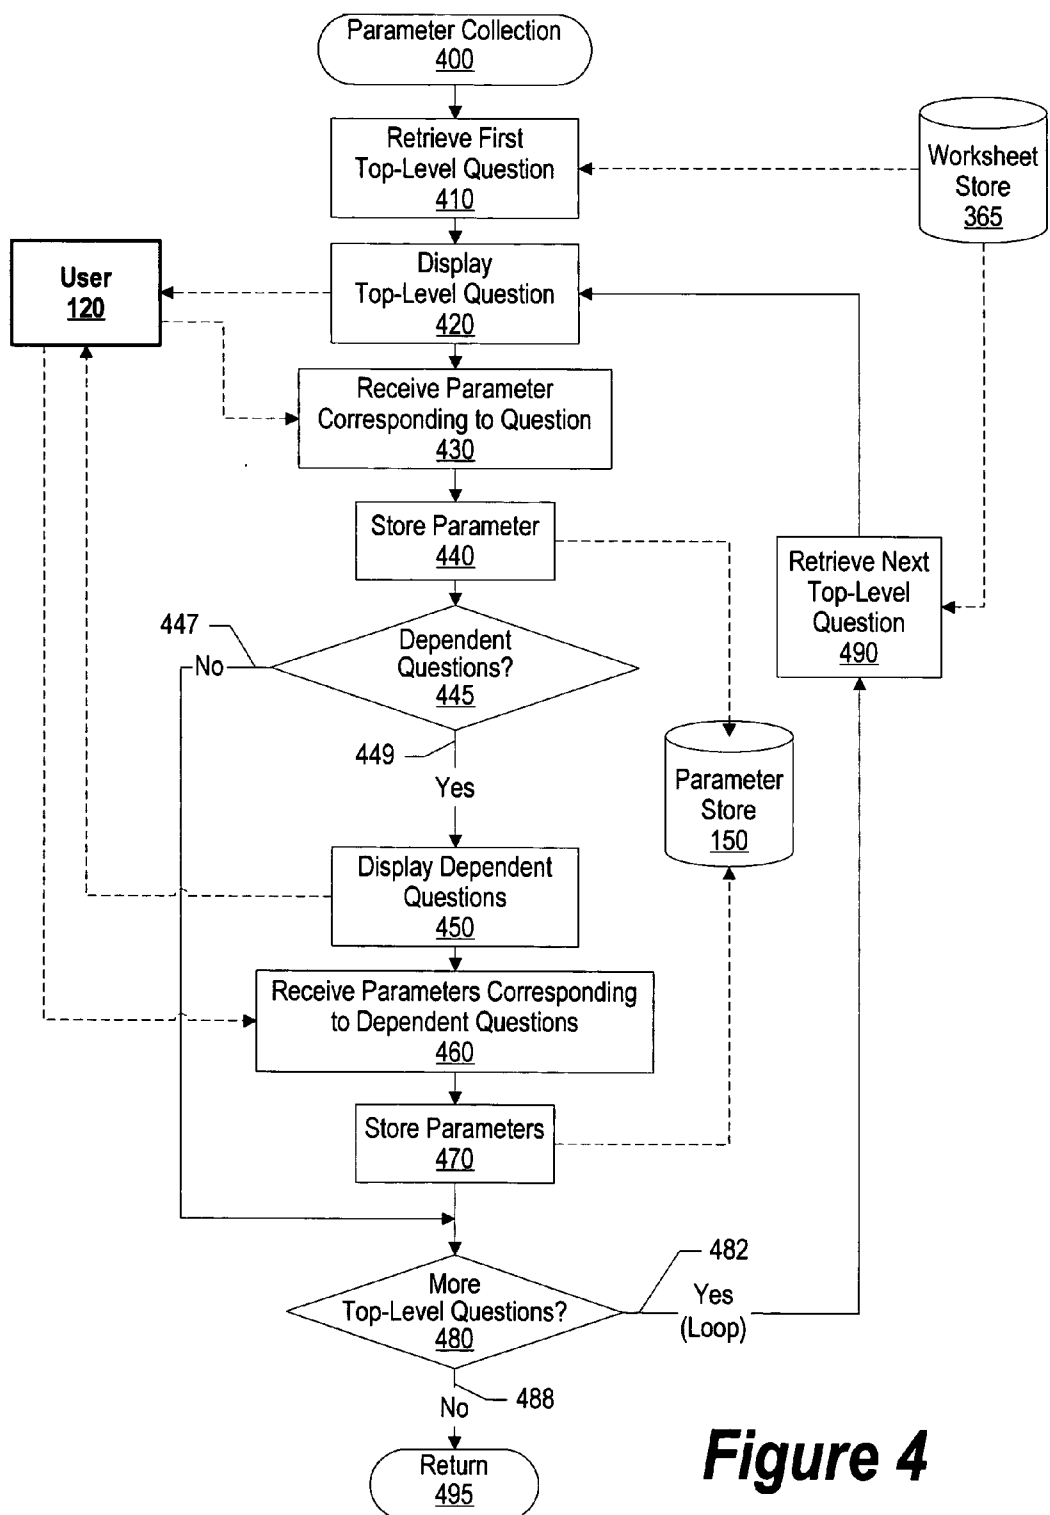 Parameter Collection
400
Retrieve First
Top-Level Question
410
Worksheet
Store
365
User
120
Display
Top-Level Question
420
Receive Parameter
Corresponding to Question
430
Store Parameter
440
Retrieve Next
Top-Level
Question
490
447
No
Dependent
Questions?
445
449
Yes
Parameter
Store
150
Display Dependent
Questions
450
Receive Parameters Corresponding
to Dependent Questions
460
Store Parameters
470
482
More
Top-Level Questions?
480
Yes
(Loop)
488
No
Return
495
Figure 4